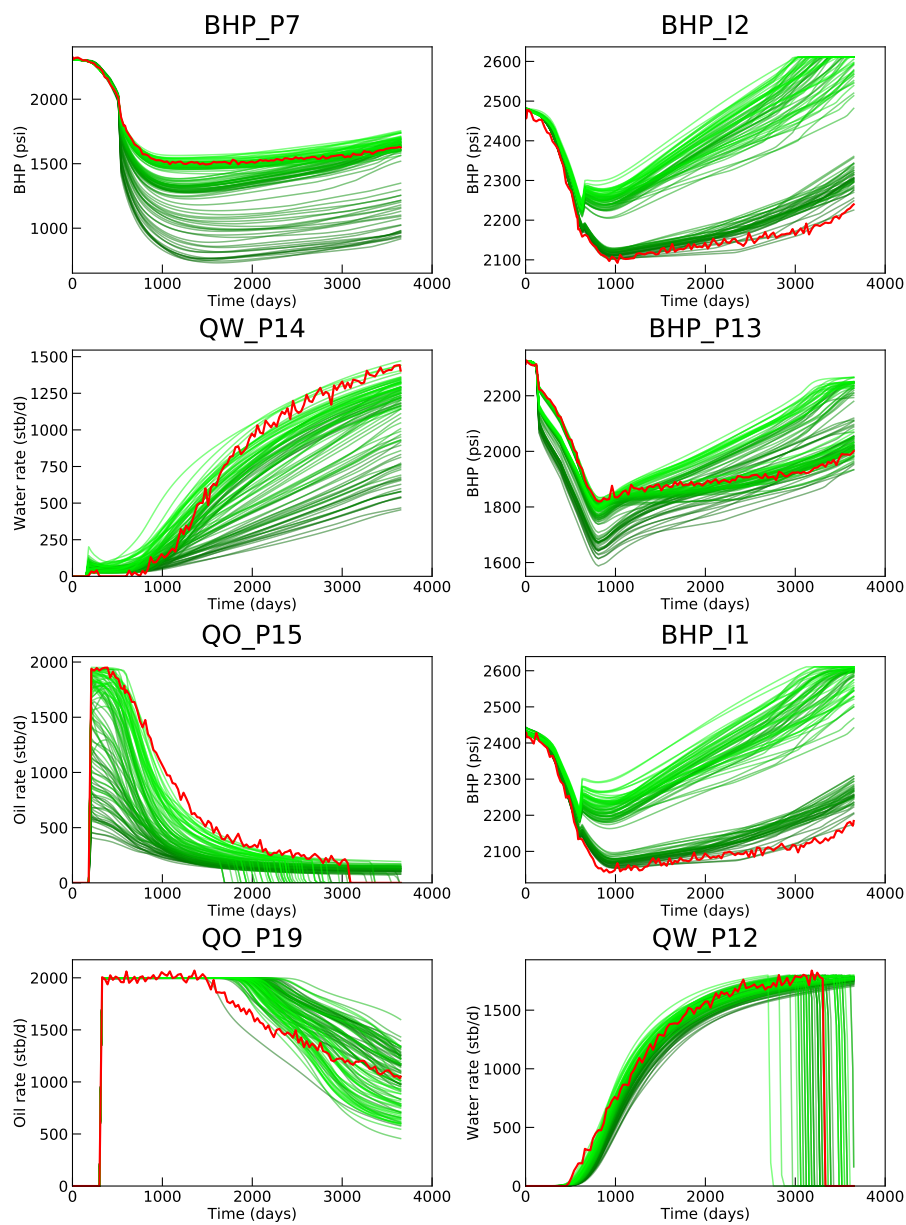 BHP_P7
BHP (psi)
2000
1500
1000
0 1000 2000 3000 4000
Time (days)
BHP_I2
BHP (psi)
2600
2500
2400
2300
2200
2100
0 1000 2000 3000 4000
Time (days)
QW_P14
Water rate (stb/d)
1500
1250
1000
750
500
250
0
0 1000 2000 3000 4000
Time (days)
BHP_P13
BHP (psi)
2200
2000
1800
1600
0 1000 2000 3000 4000
Time (days)
QO_P15
Oil rate (stb/d)
2000
1500
1000
500
0
0 1000 2000 3000 4000
Time (days)
BHP_I1
BHP (psi)
2600
2500
2400
2300
2200
2100
0 1000 2000 3000 4000
Time (days)
QO_P19
Oil rate (stb/d)
2000
1500
1000
500
0
0 1000 2000 3000 4000
Time (days)
QW_P12
Water rate (stb/d)
1500
1000
500
0
0 1000 2000 3000 4000
Time (days)